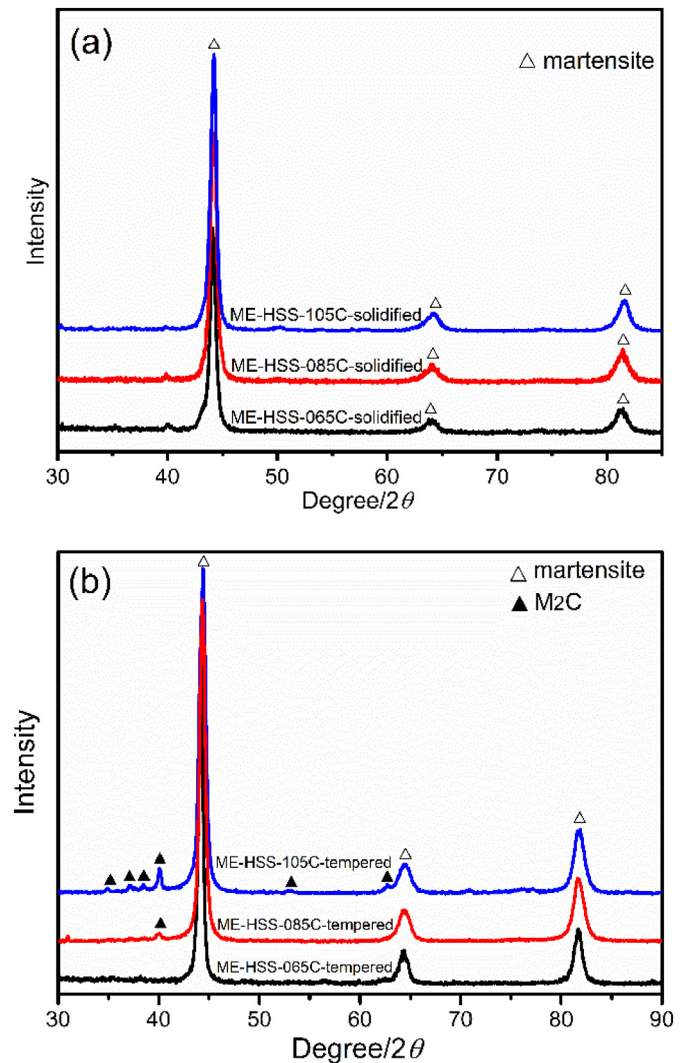 (a)
△ martensite
Intensity
ME-HSS-105C-solidified
ME-HSS-085C-solidified
ME-HSS-065C-solidified
30 40 50 60 70 80
Degree/2θ
(b)
△ martensite
▲ M2C
Intensity
ME-HSS-105C-tempered
ME-HSS-085C-tempered
ME-HSS-065C-tempered
30 40 50 60 70 80 90
Degree/2θ